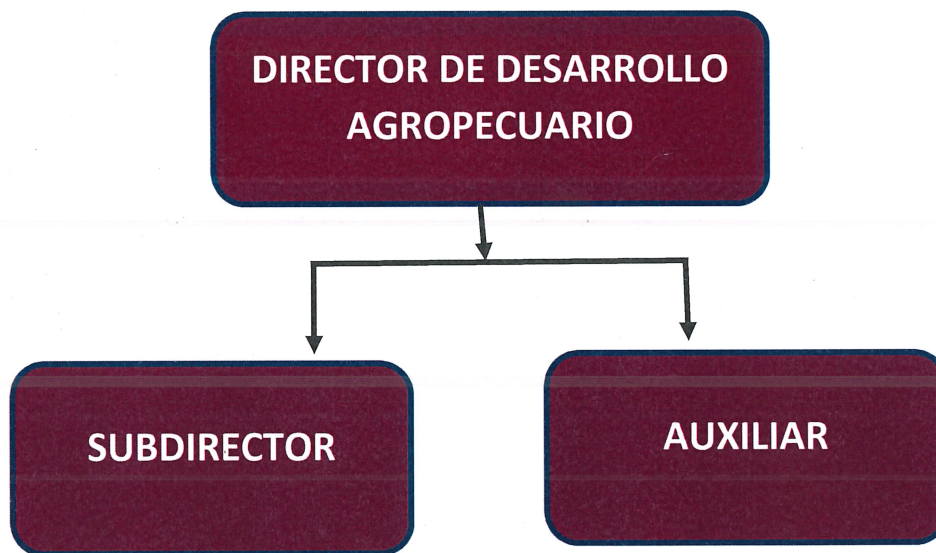 DIRECTOR DE DESARROLLO
AGROPECUARIO
SUBDIRECTOR
AUXILIAR